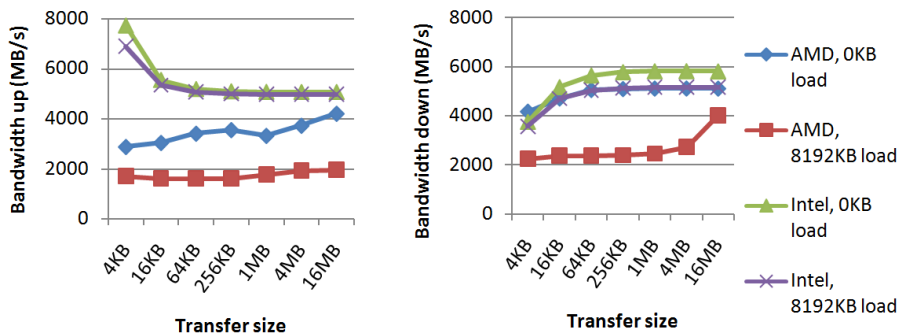 Bandwidth up (MB/s)
8000
6000
4000
2000
0
4KB
16KB
64KB
256KB
1MB
4MB
16MB
Transfer size
Bandwidth down (MB/s)
8000
6000
4000
2000
0
4KB
16KB
64KB
256KB
1MB
4MB
16MB
Transfer size
AMD, 0KB
load
AMD,
8192KB load
Intel, 0KB
load
Intel,
8192KB load